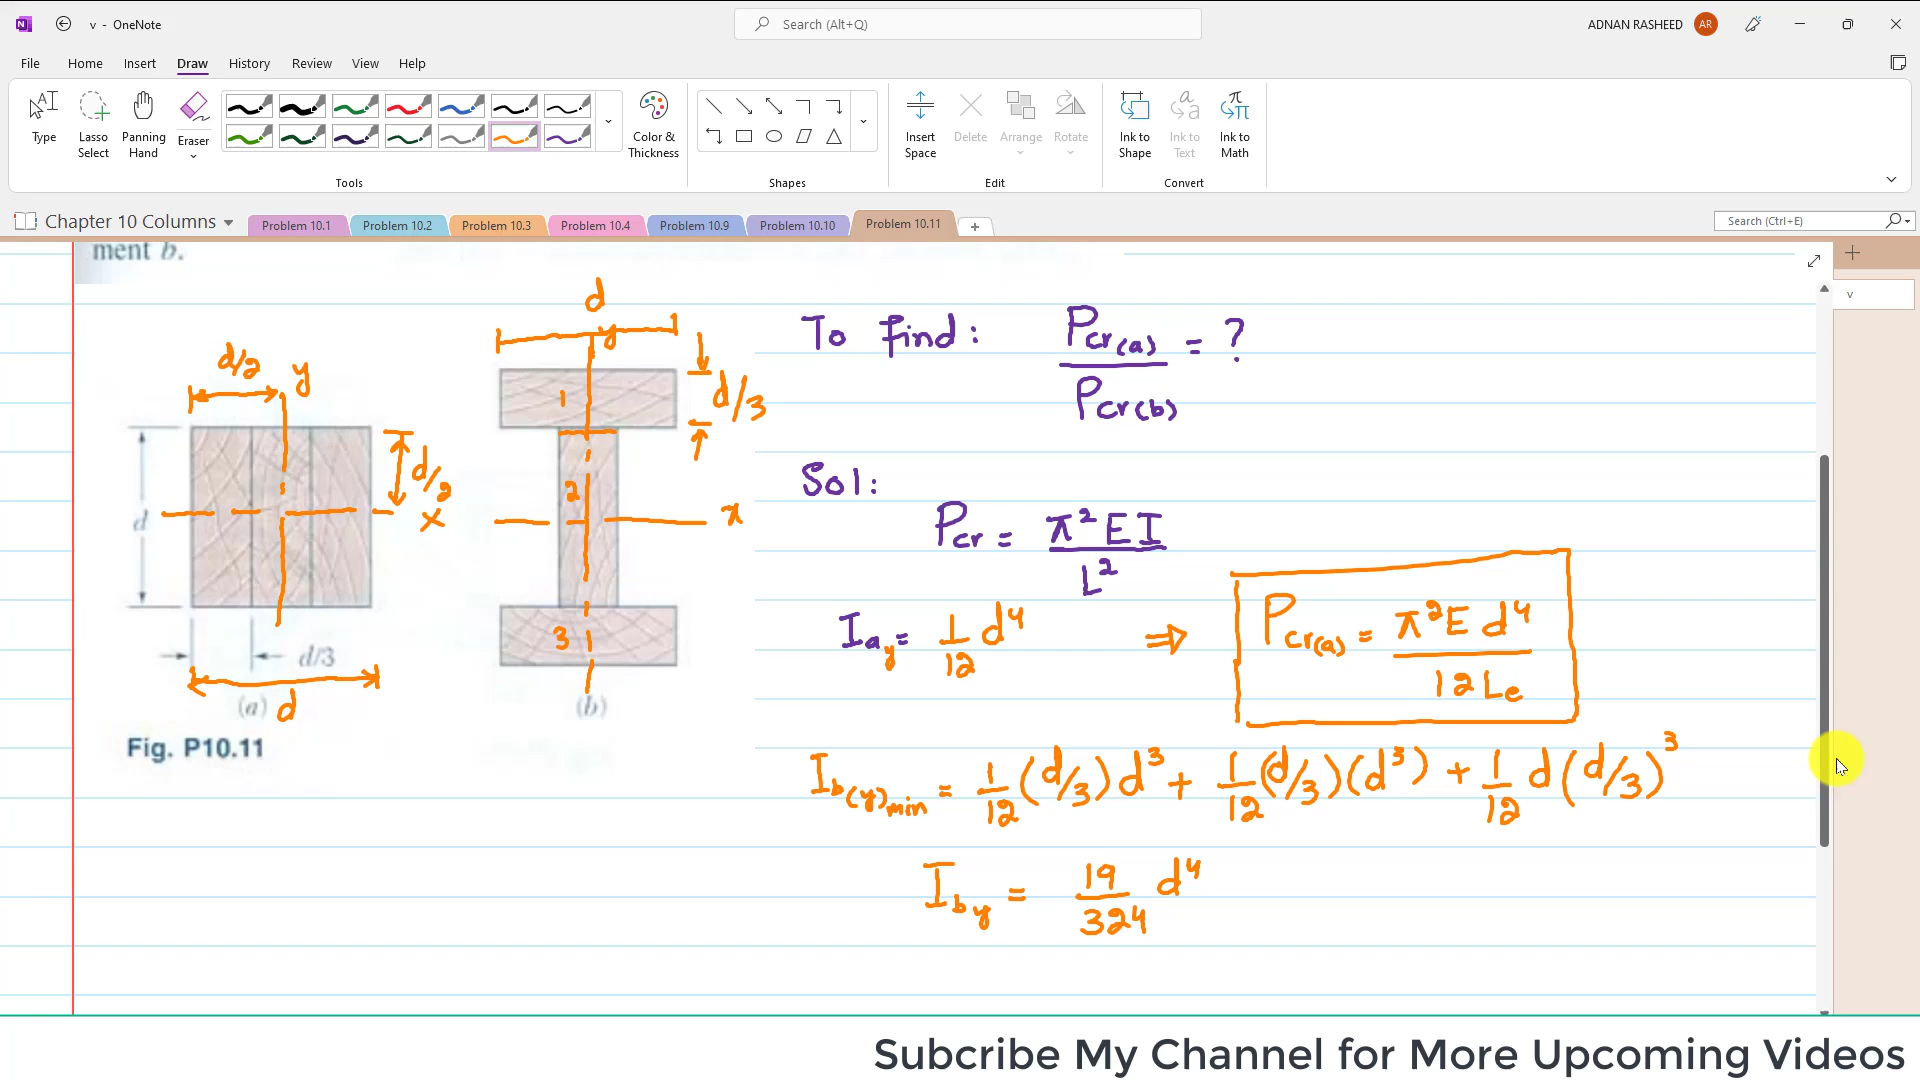 v - OneNote
Search (Alt+Q)
ADNAN RASHEED
AR
File Home Insert Draw History Review View Help
Type
Lasso Select
Panning Hand
Eraser
Color & Thickness
Insert Space
Delete
Arrange
Rotate
Ink to Shape
Ink to Text
Ink to Math
Tools
Shapes
Edit
Convert
Chapter 10 Columns
Problem 10.1
Problem 10.2
Problem 10.3
Problem 10.4
Problem 10.9
Problem 10.10
Problem 10.11
Search (Ctrl+E)
v
ment b.
d/2
y
d
d/2
x
d/3
d
(a)
d
y
d/3
1
2
x
3
(b)
Fig. P10.11
To Find: Pcr(a) / Pcr(b) = ?
Sol:
Pcr = π² E I / L²
Iay = 1/12 d⁴ ⇒ Pcr(a) = π² E d⁴ / 12 Le
Ib(y)min = 1/12 (d/3) d³ + 1/12 (d/3)(d³) + 1/12 d (d/3)³
Iby = 19/324 d⁴
Subcribe My Channel for More Upcoming Videos